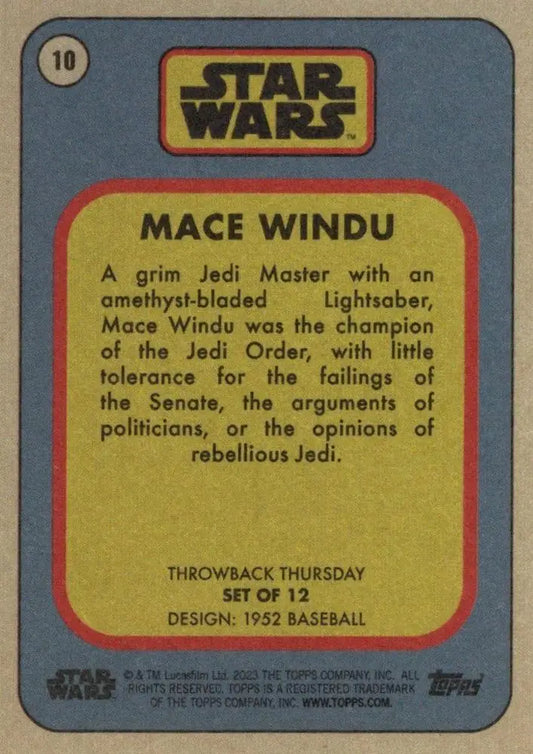 10
STAR
WARS™
MACE WINDU
A grim Jedi Master with an
amethyst-bladed Lightsaber,
Mace Windu was the champion
of the Jedi Order, with little
tolerance for the failings of
the Senate, the arguments of
politicians, or the opinions of
rebellious Jedi.
THROWBACK THURSDAY
SET OF 12
DESIGN: 1952 BASEBALL
STAR
WARS
© & TM Lucasfilm Ltd. 2023 THE TOPPS COMPANY, INC. ALL
RIGHTS RESERVED. TOPPS IS A REGISTERED TRADEMARK
OF THE TOPPS COMPANY, INC. WWW.TOPPS.COM.
TOPPS